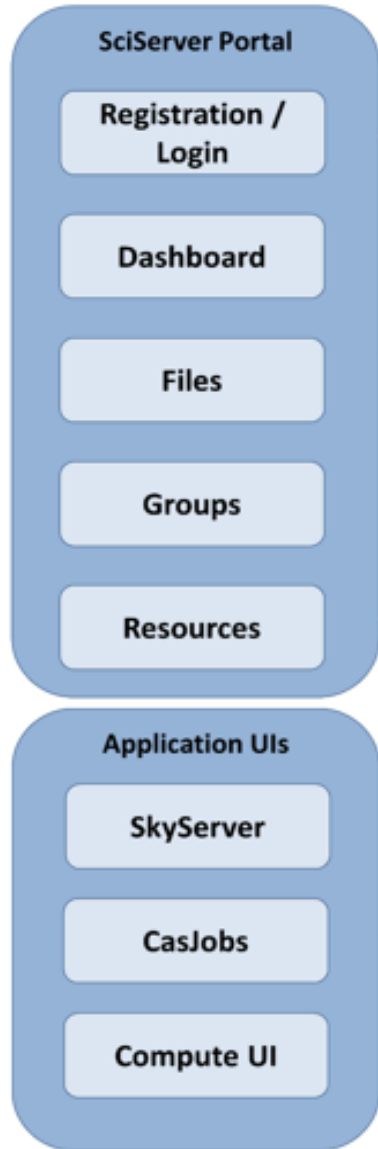 SciServer Portal
Registration /
Login
Dashboard
Files
Groups
Resources
Application UIs
SkyServer
CasJobs
Compute UI